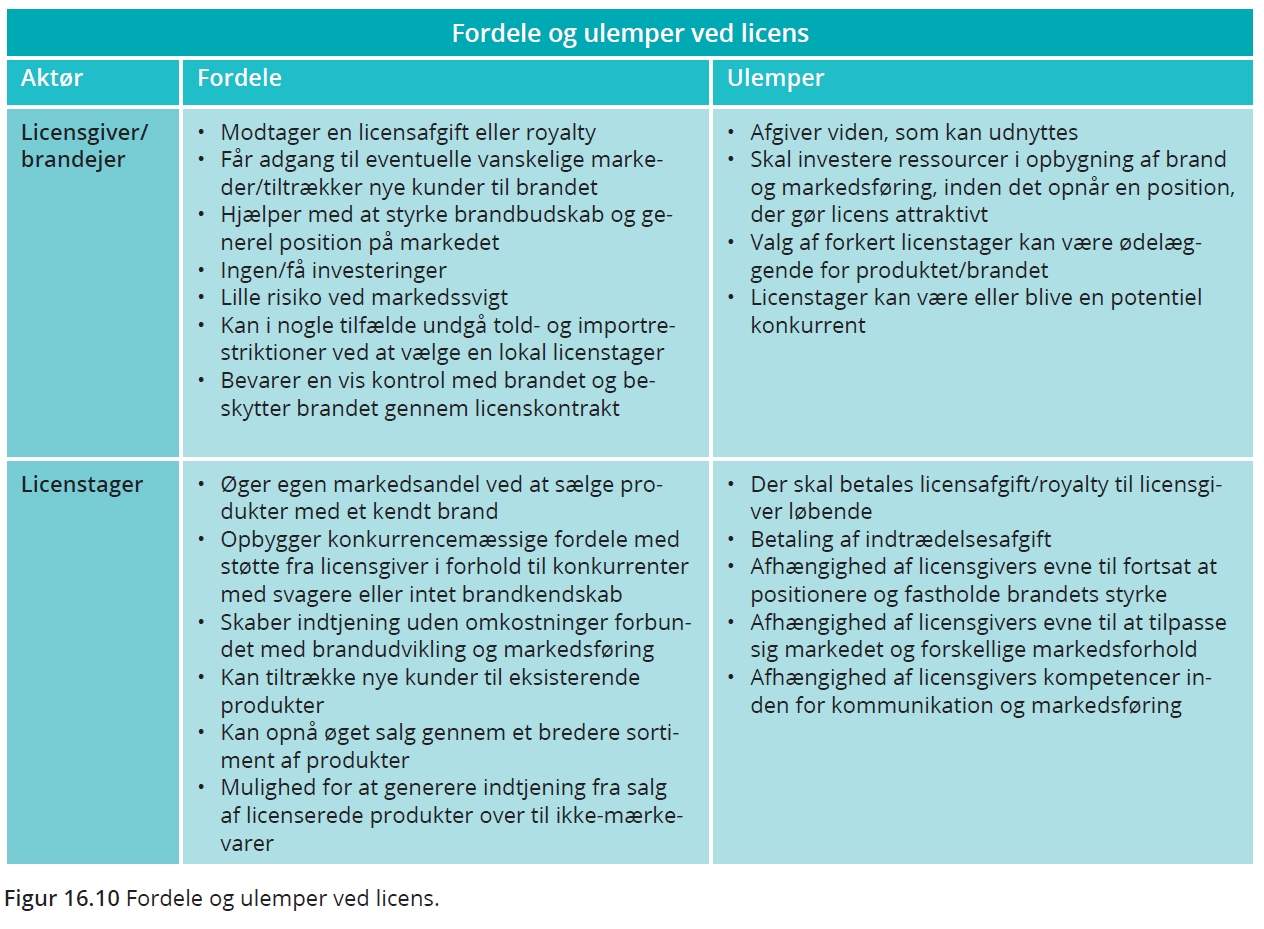 Fordele og ulemper ved licens
Aktør
Fordele
Ulemper
Licensgiver/
brandejer
• Modtager en licensafgift eller royalty
• Får adgang til eventuelle vanskelige marke-
der/tiltrækker nye kunder til brandet
• Hjælper med at styrke brandbudskab og ge-
nerel position på markedet
• Ingen/få investeringer
• Lille risiko ved markedssvigt
• Kan i nogle tilfælde undgå told- og importre-
striktioner ved at vælge en lokal licenstager
• Bevarer en vis kontrol med brandet og be-
skytter brandet gennem licenskontrakt
• Afgiver viden, som kan udnyttes
• Skal investere ressourcer i opbygning af brand
og markedsføring, inden det opnår en position,
der gør licens attraktivt
• Valg af forkert licenstager kan være ødelæg-
gende for produktet/brandet
• Licenstager kan være eller blive en potentiel
konkurrent
Licenstager
• Øger egen markedsandel ved at sælge pro-
dukter med et kendt brand
• Opbygger konkurrencemæssige fordele med
støtte fra licensgiver i forhold til konkurrenter
med svagere eller intet brandkendskab
• Skaber indtjening uden omkostninger forbun-
det med brandudvikling og markedsføring
• Kan tiltrække nye kunder til eksisterende
produkter
• Kan opnå øget salg gennem et bredere sorti-
ment af produkter
• Mulighed for at generere indtjening fra salg
af licenserede produkter over til ikke-mærke-
varer
• Der skal betales licensafgift/royalty til licensgi-
ver løbende
• Betaling af indtrædelsesafgift
• Afhængighed af licensgivers evne til fortsat at
positionere og fastholde brandets styrke
• Afhængighed af licensgivers evne til at tilpasse
sig markedet og forskellige markedsforhold
• Afhængighed af licensgivers kompetencer in-
den for kommunikation og markedsføring
Figur 16.10 Fordele og ulemper ved licens.